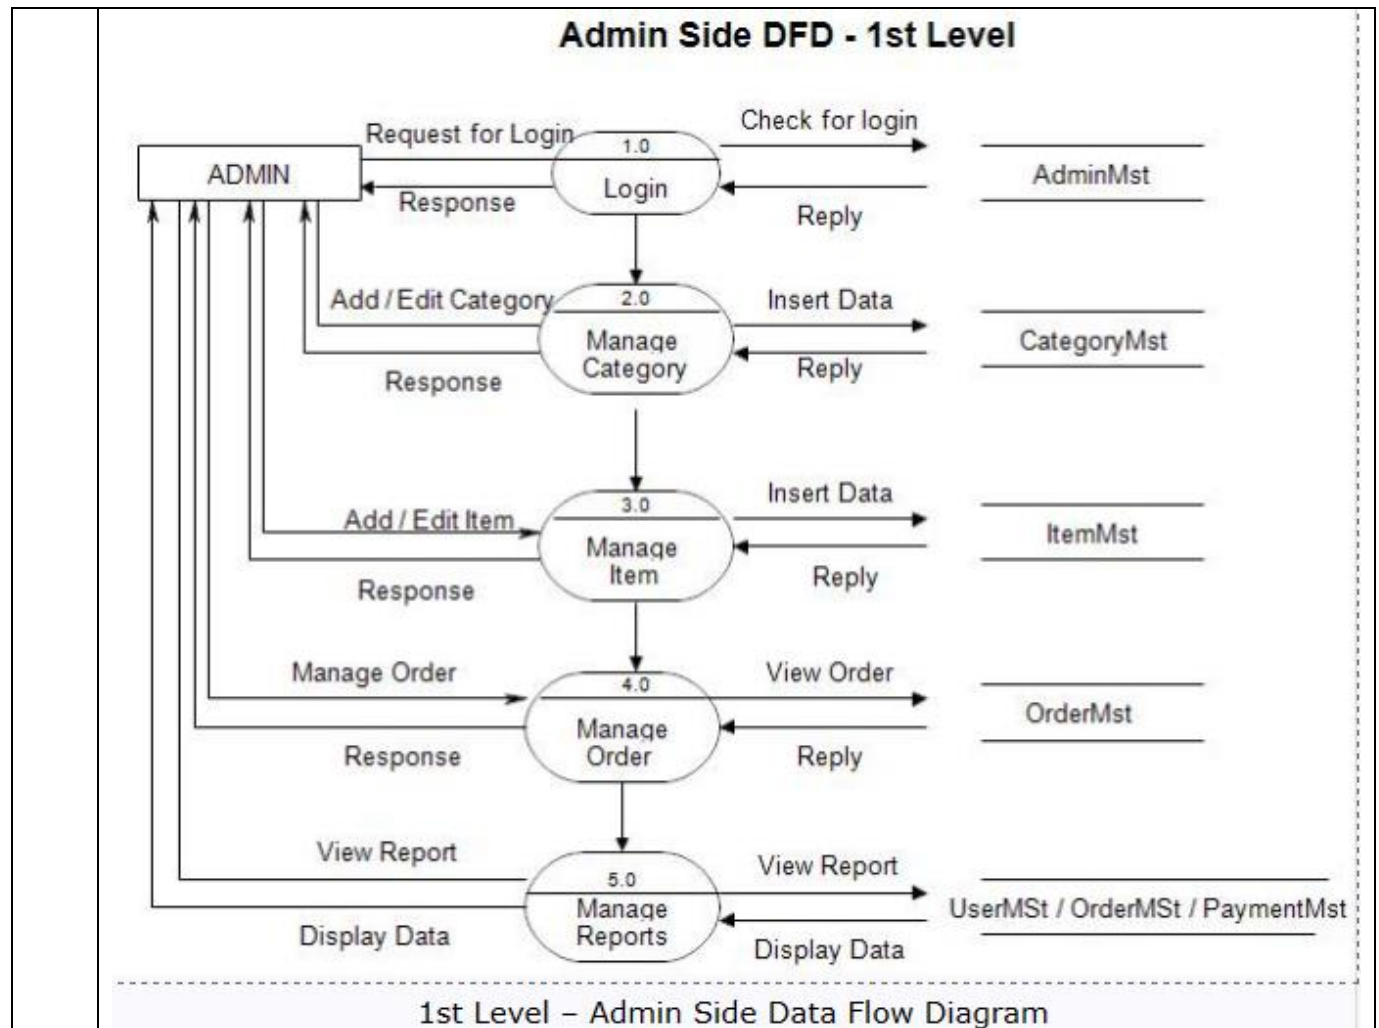 Admin Side DFD - 1st Level
Request for Login
Check for login
1.0
ADMIN
Login
AdminMst
Response
Reply
Add / Edit Category
2.0
Insert Data
Manage
Category
CategoryMst
Response
Reply
Add / Edit Item
3.0
Insert Data
Manage
Item
ItemMst
Response
Reply
Manage Order
4.0
View Order
Manage
Order
OrderMst
Response
Reply
View Report
5.0
View Report
Manage
Reports
UserMSt / OrderMSt / PaymentMst
Display Data
Display Data
1st Level – Admin Side Data Flow Diagram